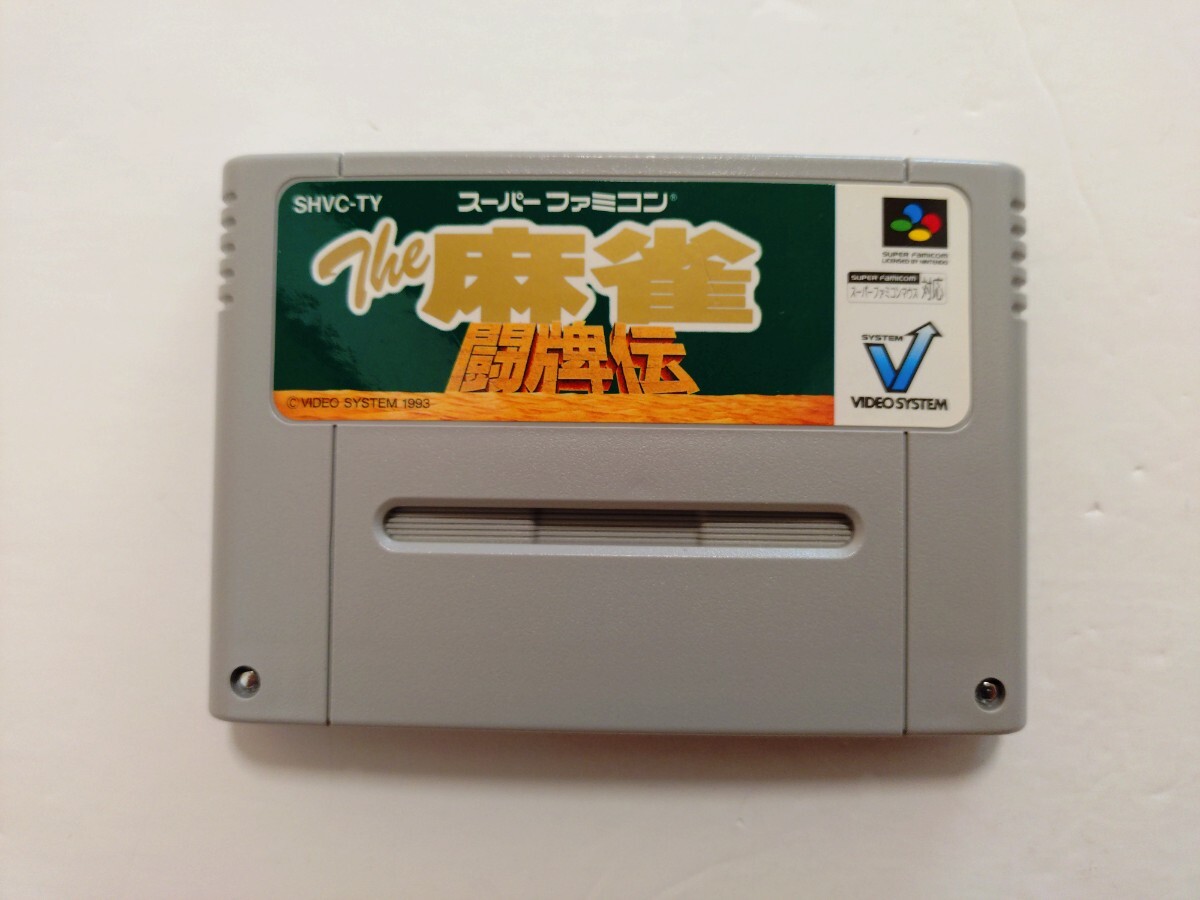 SHVC-TY
スーパーファミコン®
The 麻雀
闘牌伝
© VIDEO SYSTEM 1993
SUPER FAMICOM
LICENSED BY NINTENDO
SUPER FAMICOM
スーパーファミコンマウス 対応
SYSTEM
V
VIDEO SYSTEM